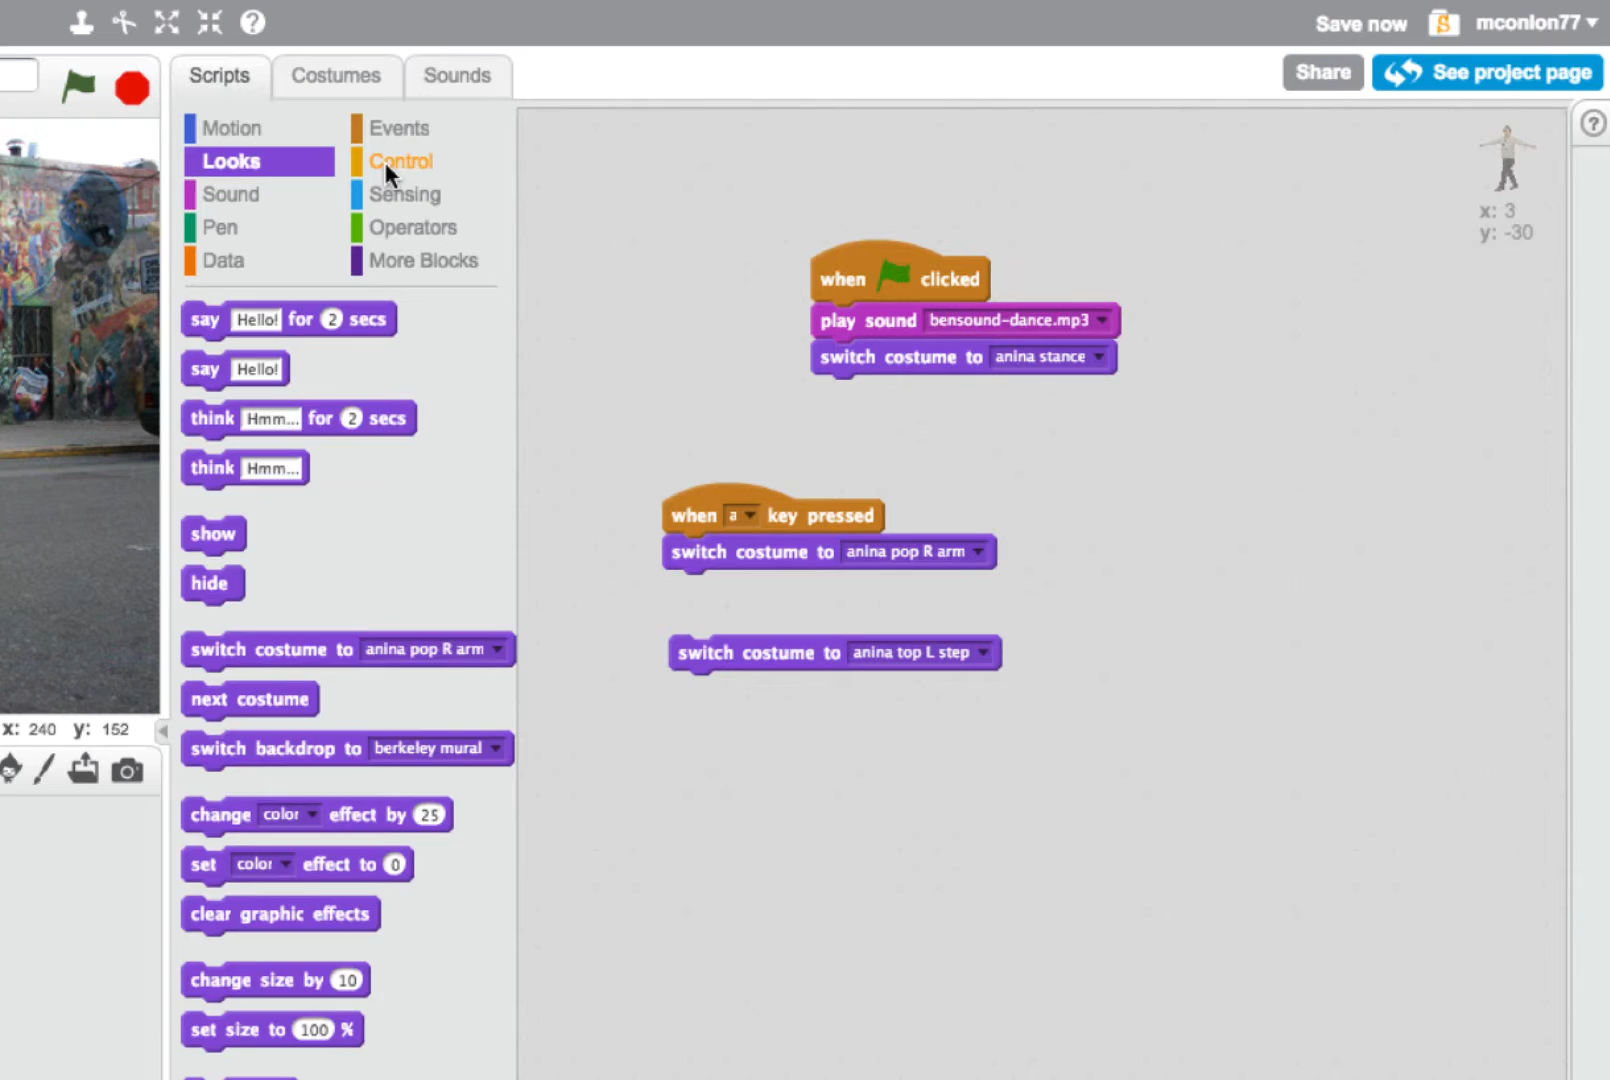 Save now
mconlon77
Scripts
Costumes
Sounds
Share
See project page
Motion
Events
Looks
Control
Sound
Sensing
Pen
Operators
Data
More Blocks
say Hello! for 2 secs
say Hello!
think Hmm... for 2 secs
think Hmm...
show
hide
switch costume to anina pop R arm
next costume
switch backdrop to berkeley mural
change color effect by 25
set color effect to 0
clear graphic effects
change size by 10
set size to 100 %
x: 240 y: 152
when clicked
play sound bensound-dance.mp3
switch costume to anina stance
when a key pressed
switch costume to anina pop R arm
switch costume to anina top L step
x: 3
y: -30
?
?